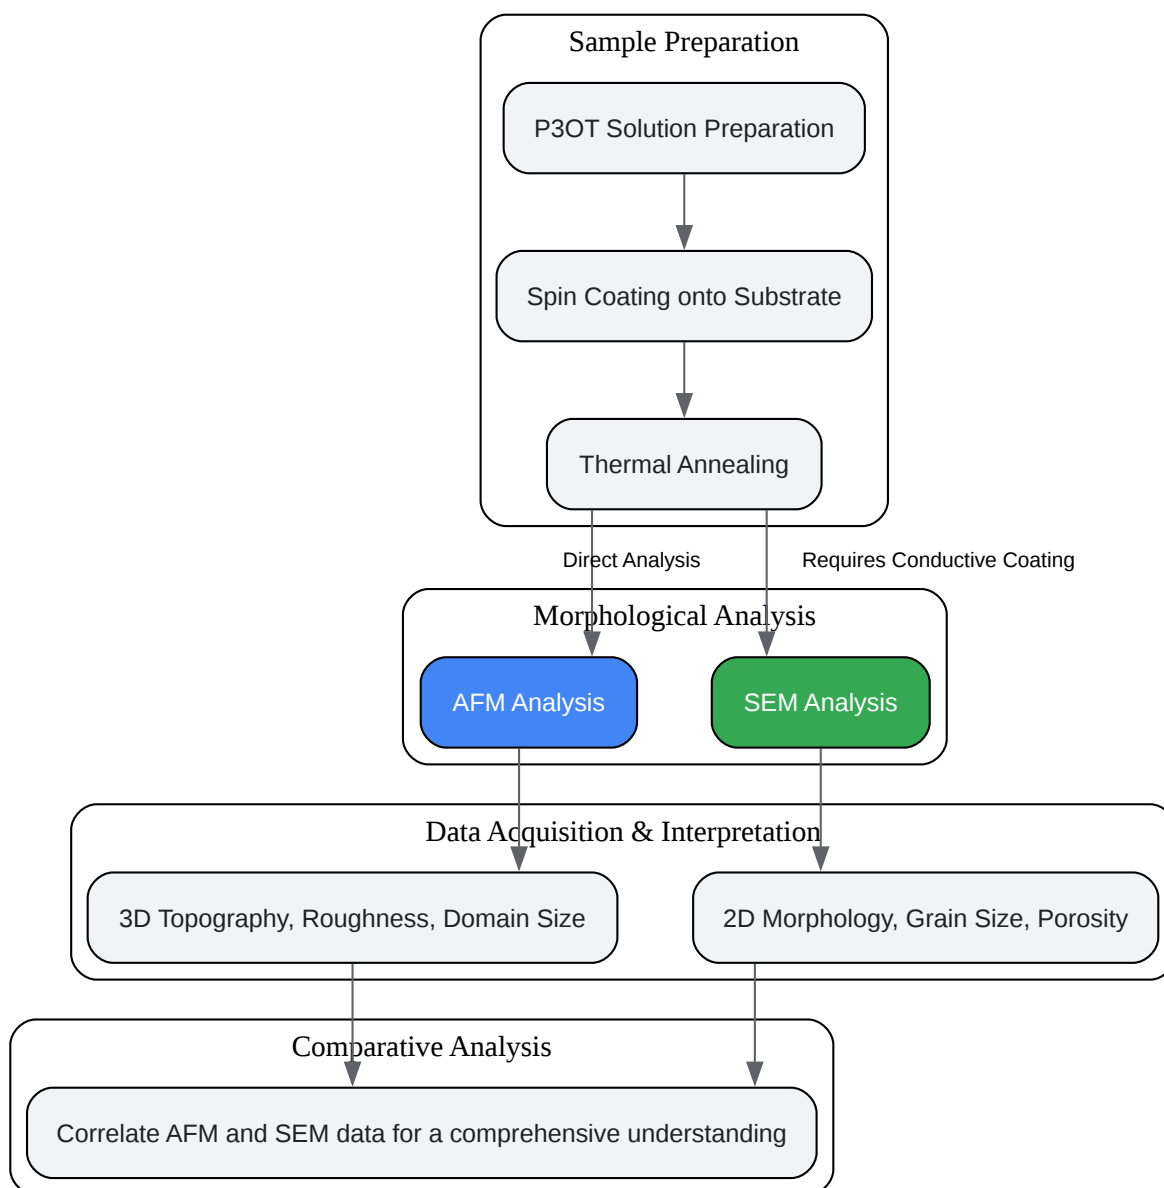 Sample Preparation
P3OT Solution Preparation
Spin Coating onto Substrate
Thermal Annealing
Direct Analysis
Requires Conductive Coating
Morphological Analysis
AFM Analysis
SEM Analysis
Data Acquisition & Interpretation
3D Topography, Roughness, Domain Size
2D Morphology, Grain Size, Porosity
Comparative Analysis
Correlate AFM and SEM data for a comprehensive understanding